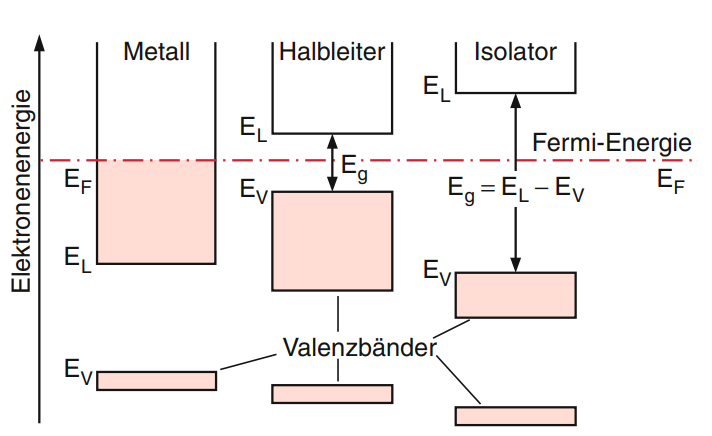 Elektronenenergie
Metall
Halbleiter
Isolator
E_L
E_L
Fermi-Energie
E_F
E_g
E_V
E_g = E_L – E_V
E_F
E_L
E_V
Valenzbänder
E_V